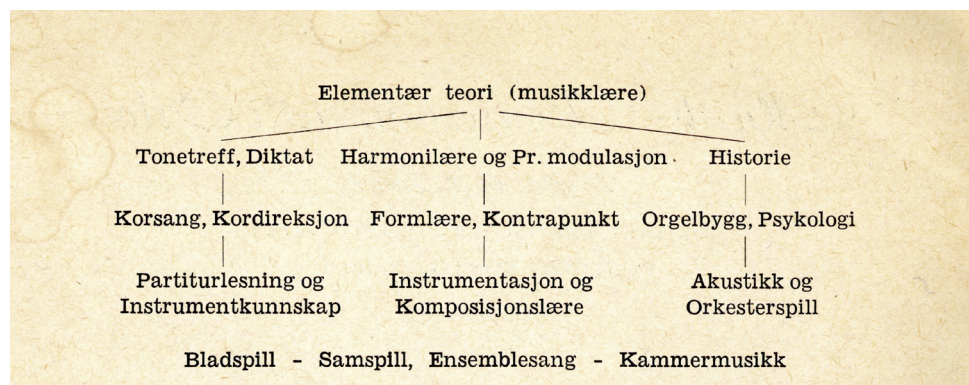 Elementær teori (musikklære)
Tonetreff, Diktat Harmonilære og Pr. modulasjon Historie
Korsang, Kordireksjon Formlære, Kontrapunkt Orgelbygg, Psykologi
Partiturlesning og Instrumentasjon og Akustikk og
Instrumentkunnskap Komposisjonslære Orkesterspill
Bladspill - Samspill, Ensemblesang - Kammermusikk